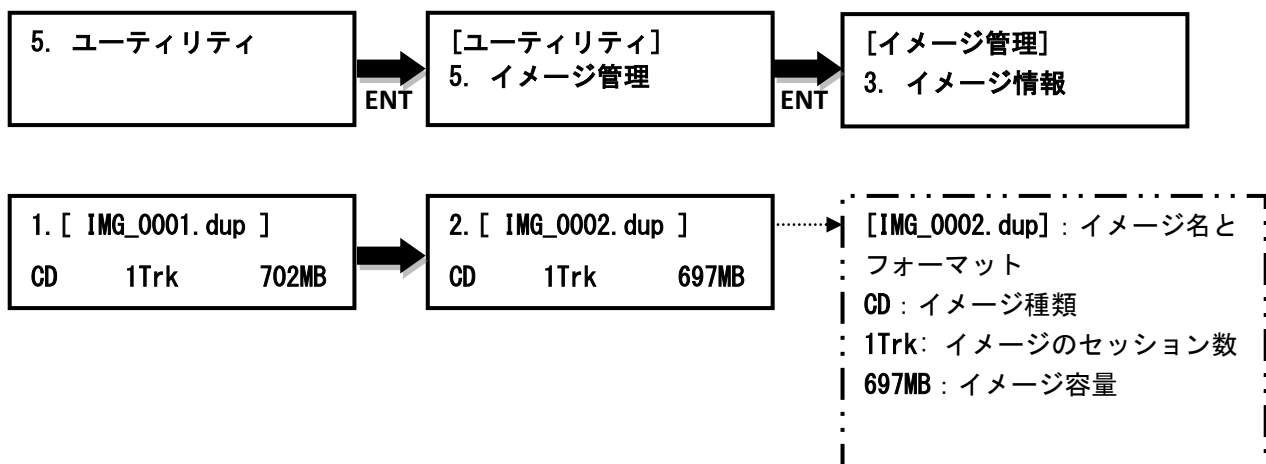 5. ユーティリティ
ENT
[ユーティリティ]
5. イメージ管理
ENT
[イメージ管理]
3. イメージ情報
1.[ IMG_0001.dup ]
CD 1Trk 702MB
2.[ IMG_0002.dup ]
CD 1Trk 697MB
[IMG_0002.dup]：イメージ名と
フォーマット
CD：イメージ種類
1Trk：イメージのセッション数
697MB：イメージ容量